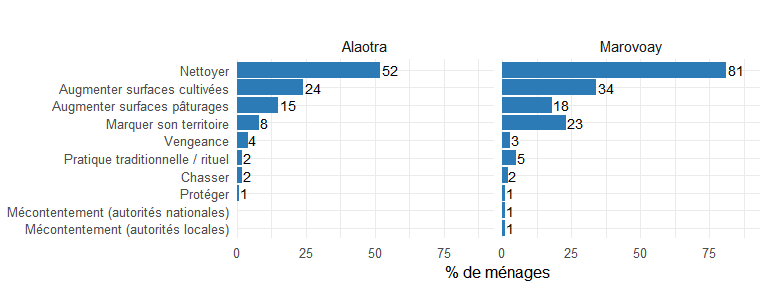 Alaotra Marovoay
Nettoyer 52 81
Augmenter surfaces cultivées 24 34
Augmenter surfaces pâturages 15 18
Marquer son territoire 8 23
Vengeance 4 3
Pratique traditionnelle / rituel 2 5
Chasser 2 2
Protéger 1 1
Mécontentement (autorités nationales) 1
Mécontentement (autorités locales) 1
0 25 50 75 0 25 50 75
% de ménages